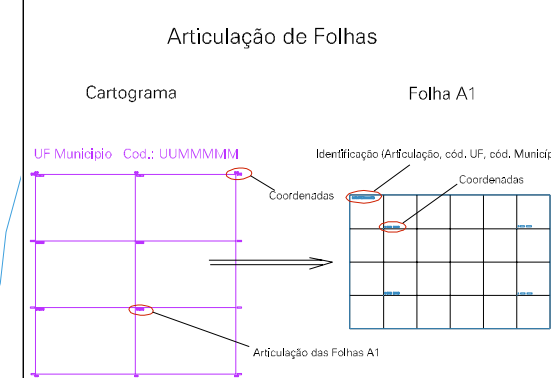 Articulação de Folhas
Cartograma
Folha A1
UF Municipio Cod.: UUMMMMM
Identificação (Articulação, cód. UF, cód. Municíp
Coordenadas
Coordenadas
Articulação das Folhas A1